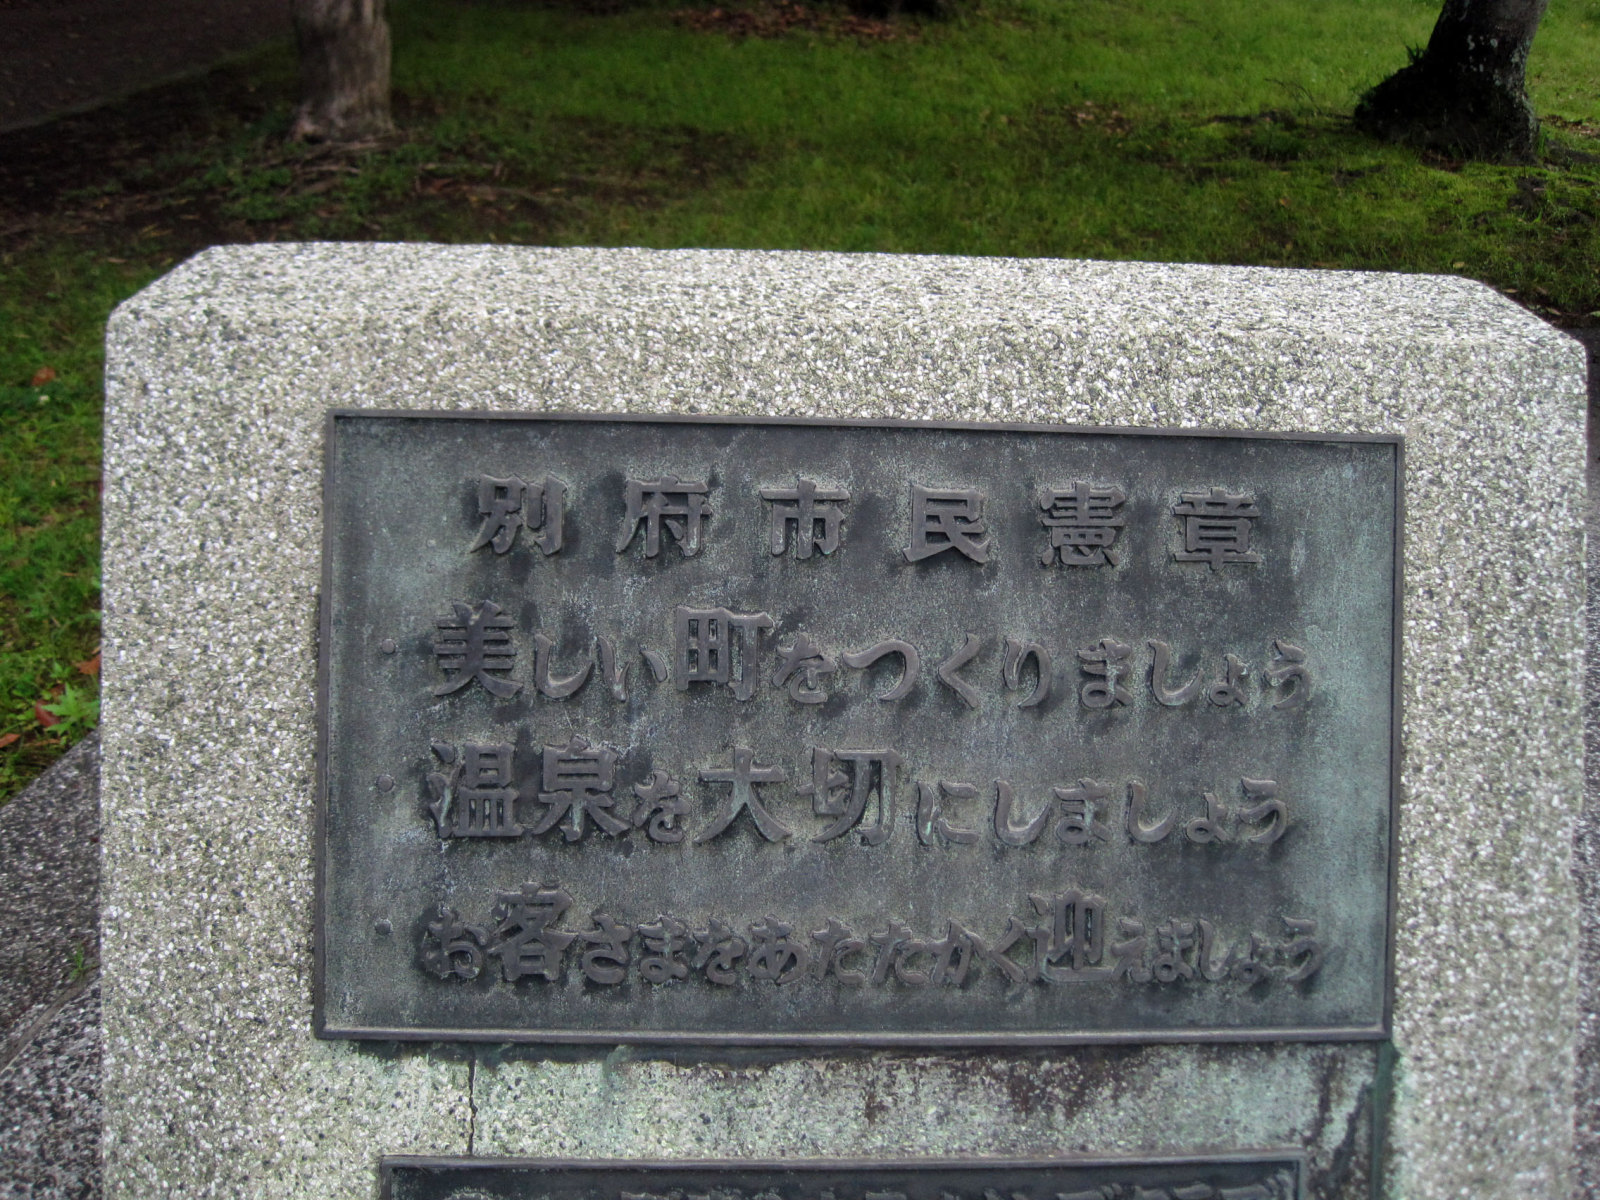 別府市民憲章
・美しい町をつくりましょう
・温泉を大切にしましょう
・お客さまをあたたかく迎えましょう